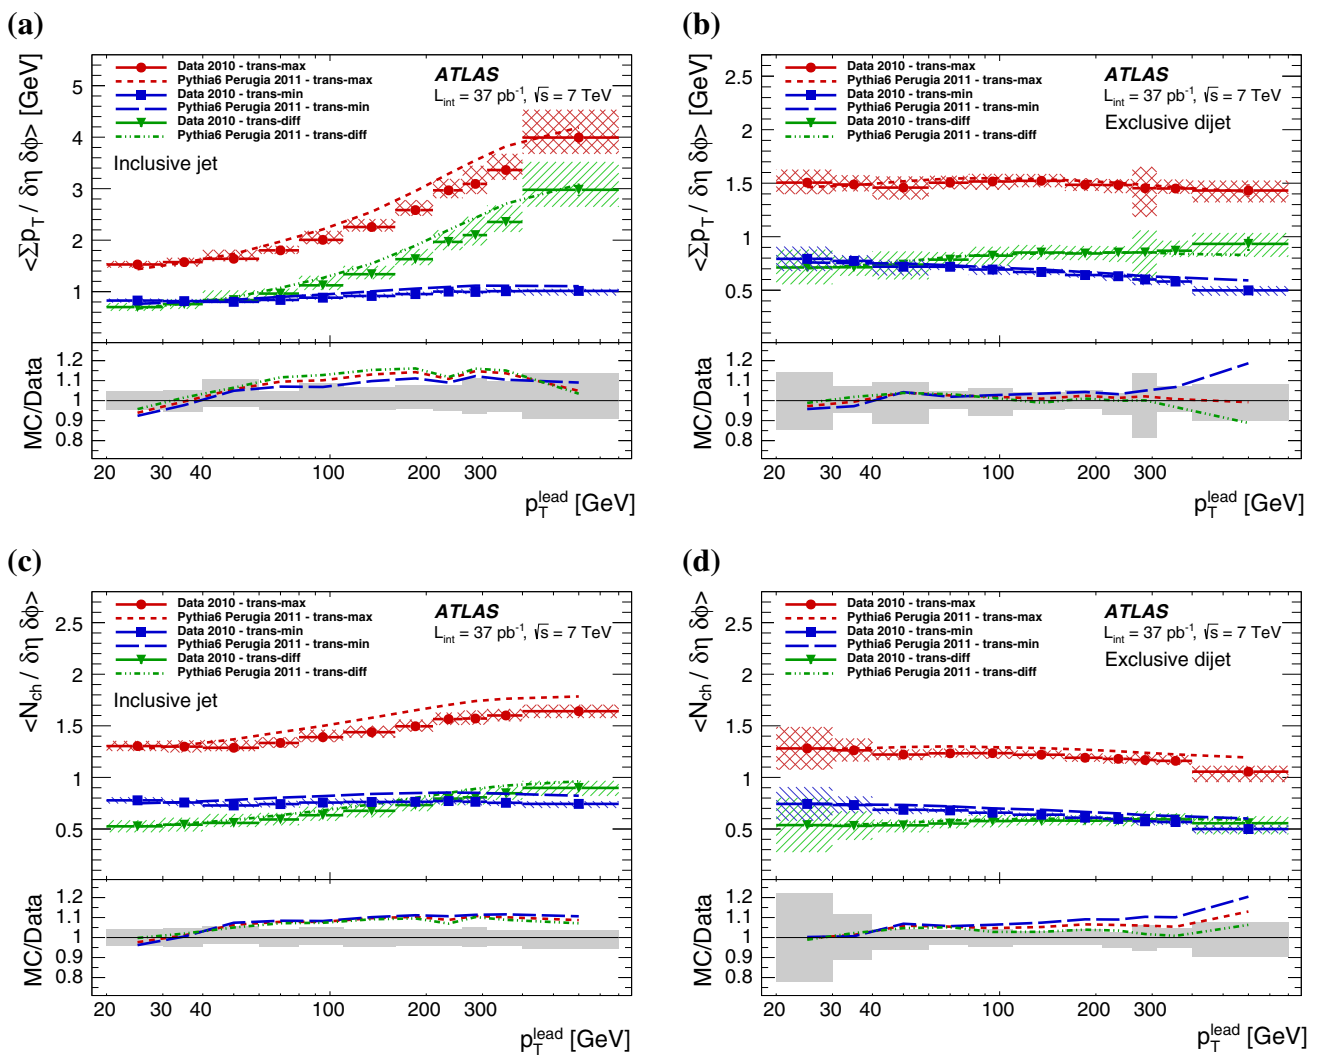 (a)
<Σp_T / δη δϕ> [GeV]
Data 2010 - trans-max
Pythia6 Perugia 2011 - trans-max
Data 2010 - trans-min
Pythia6 Perugia 2011 - trans-min
Data 2010 - trans-diff
Pythia6 Perugia 2011 - trans-diff
ATLAS
L_int = 37 pb⁻¹, √s = 7 TeV
Inclusive jet
5
4
3
2
1
MC/Data
1.2
1.1
1
0.9
0.8
20 30 40 100 200 300
p_T^lead [GeV]
(b)
<Σp_T / δη δϕ> [GeV]
Data 2010 - trans-max
Pythia6 Perugia 2011 - trans-max
Data 2010 - trans-min
Pythia6 Perugia 2011 - trans-min
Data 2010 - trans-diff
Pythia6 Perugia 2011 - trans-diff
ATLAS
L_int = 37 pb⁻¹, √s = 7 TeV
Exclusive dijet
2.5
2
1.5
1
0.5
MC/Data
1.2
1.1
1
0.9
0.8
20 30 40 100 200 300
p_T^lead [GeV]
(c)
<N_ch / δη δϕ>
Data 2010 - trans-max
Pythia6 Perugia 2011 - trans-max
Data 2010 - trans-min
Pythia6 Perugia 2011 - trans-min
Data 2010 - trans-diff
Pythia6 Perugia 2011 - trans-diff
ATLAS
L_int = 37 pb⁻¹, √s = 7 TeV
Inclusive jet
2.5
2
1.5
1
0.5
MC/Data
1.2
1.1
1
0.9
0.8
20 30 40 100 200 300
p_T^lead [GeV]
(d)
<N_ch / δη δϕ>
Data 2010 - trans-max
Pythia6 Perugia 2011 - trans-max
Data 2010 - trans-min
Pythia6 Perugia 2011 - trans-min
Data 2010 - trans-diff
Pythia6 Perugia 2011 - trans-diff
ATLAS
L_int = 37 pb⁻¹, √s = 7 TeV
Exclusive dijet
2.5
2
1.5
1
0.5
MC/Data
1.2
1.1
1
0.9
0.8
20 30 40 100 200 300
p_T^lead [GeV]